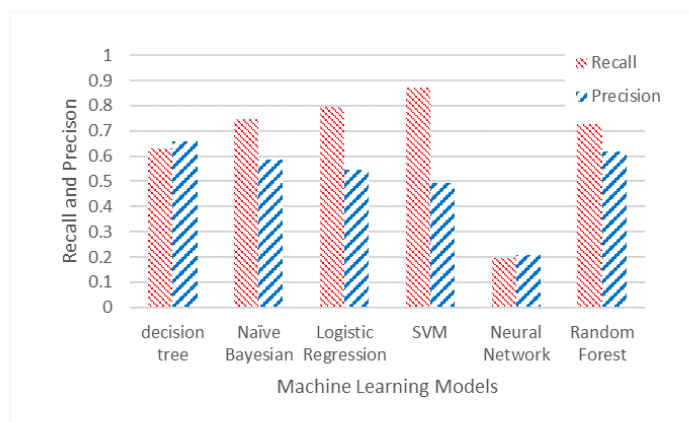 1
0.9
0.8
0.7
0.6
0.5
0.4
0.3
0.2
0.1
0
Recall and Precison
Recall
Precision
decision
tree
Naïve
Bayesian
Logistic
Regression
SVM
Neural
Network
Random
Forest
Machine Learning Models